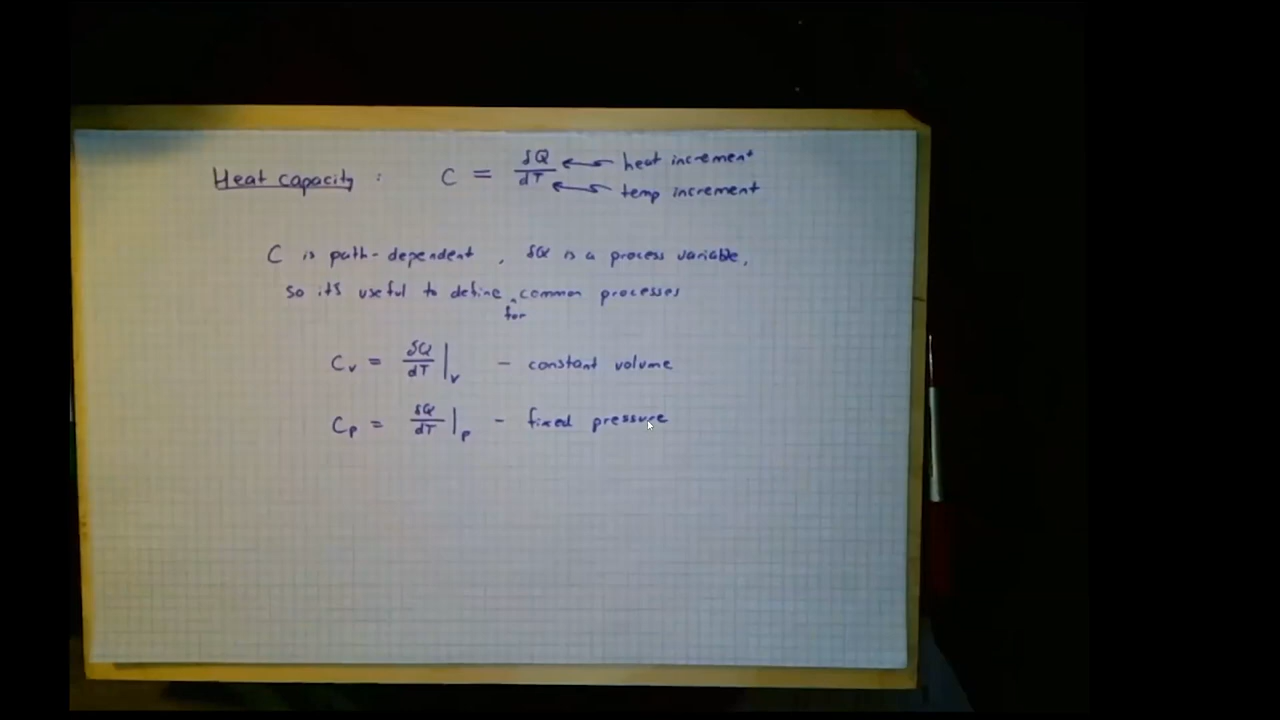 Heat capacity : C = δQ/dT ← heat increment
← temp increment
C is path-dependent, δQ is a process variable,
so it's useful to define for common processes
Cv = δQ/dT |v - constant volume
Cp = δQ/dT |p - fixed pressure